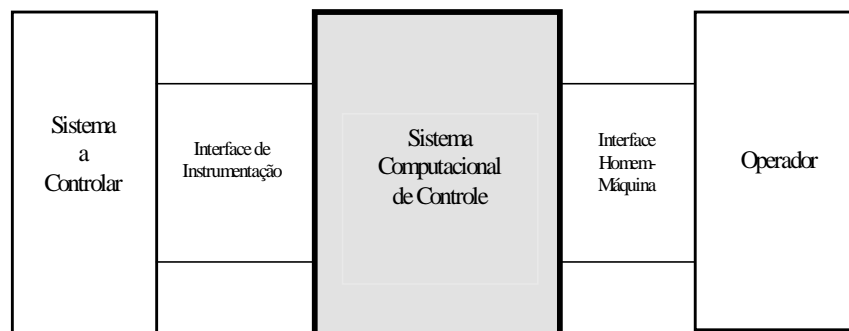 Sistema
a
Controlar
Interface de
Instrumentação
Sistema
Computacional
de Controle
Interface
Homem-
Máquina
Operador